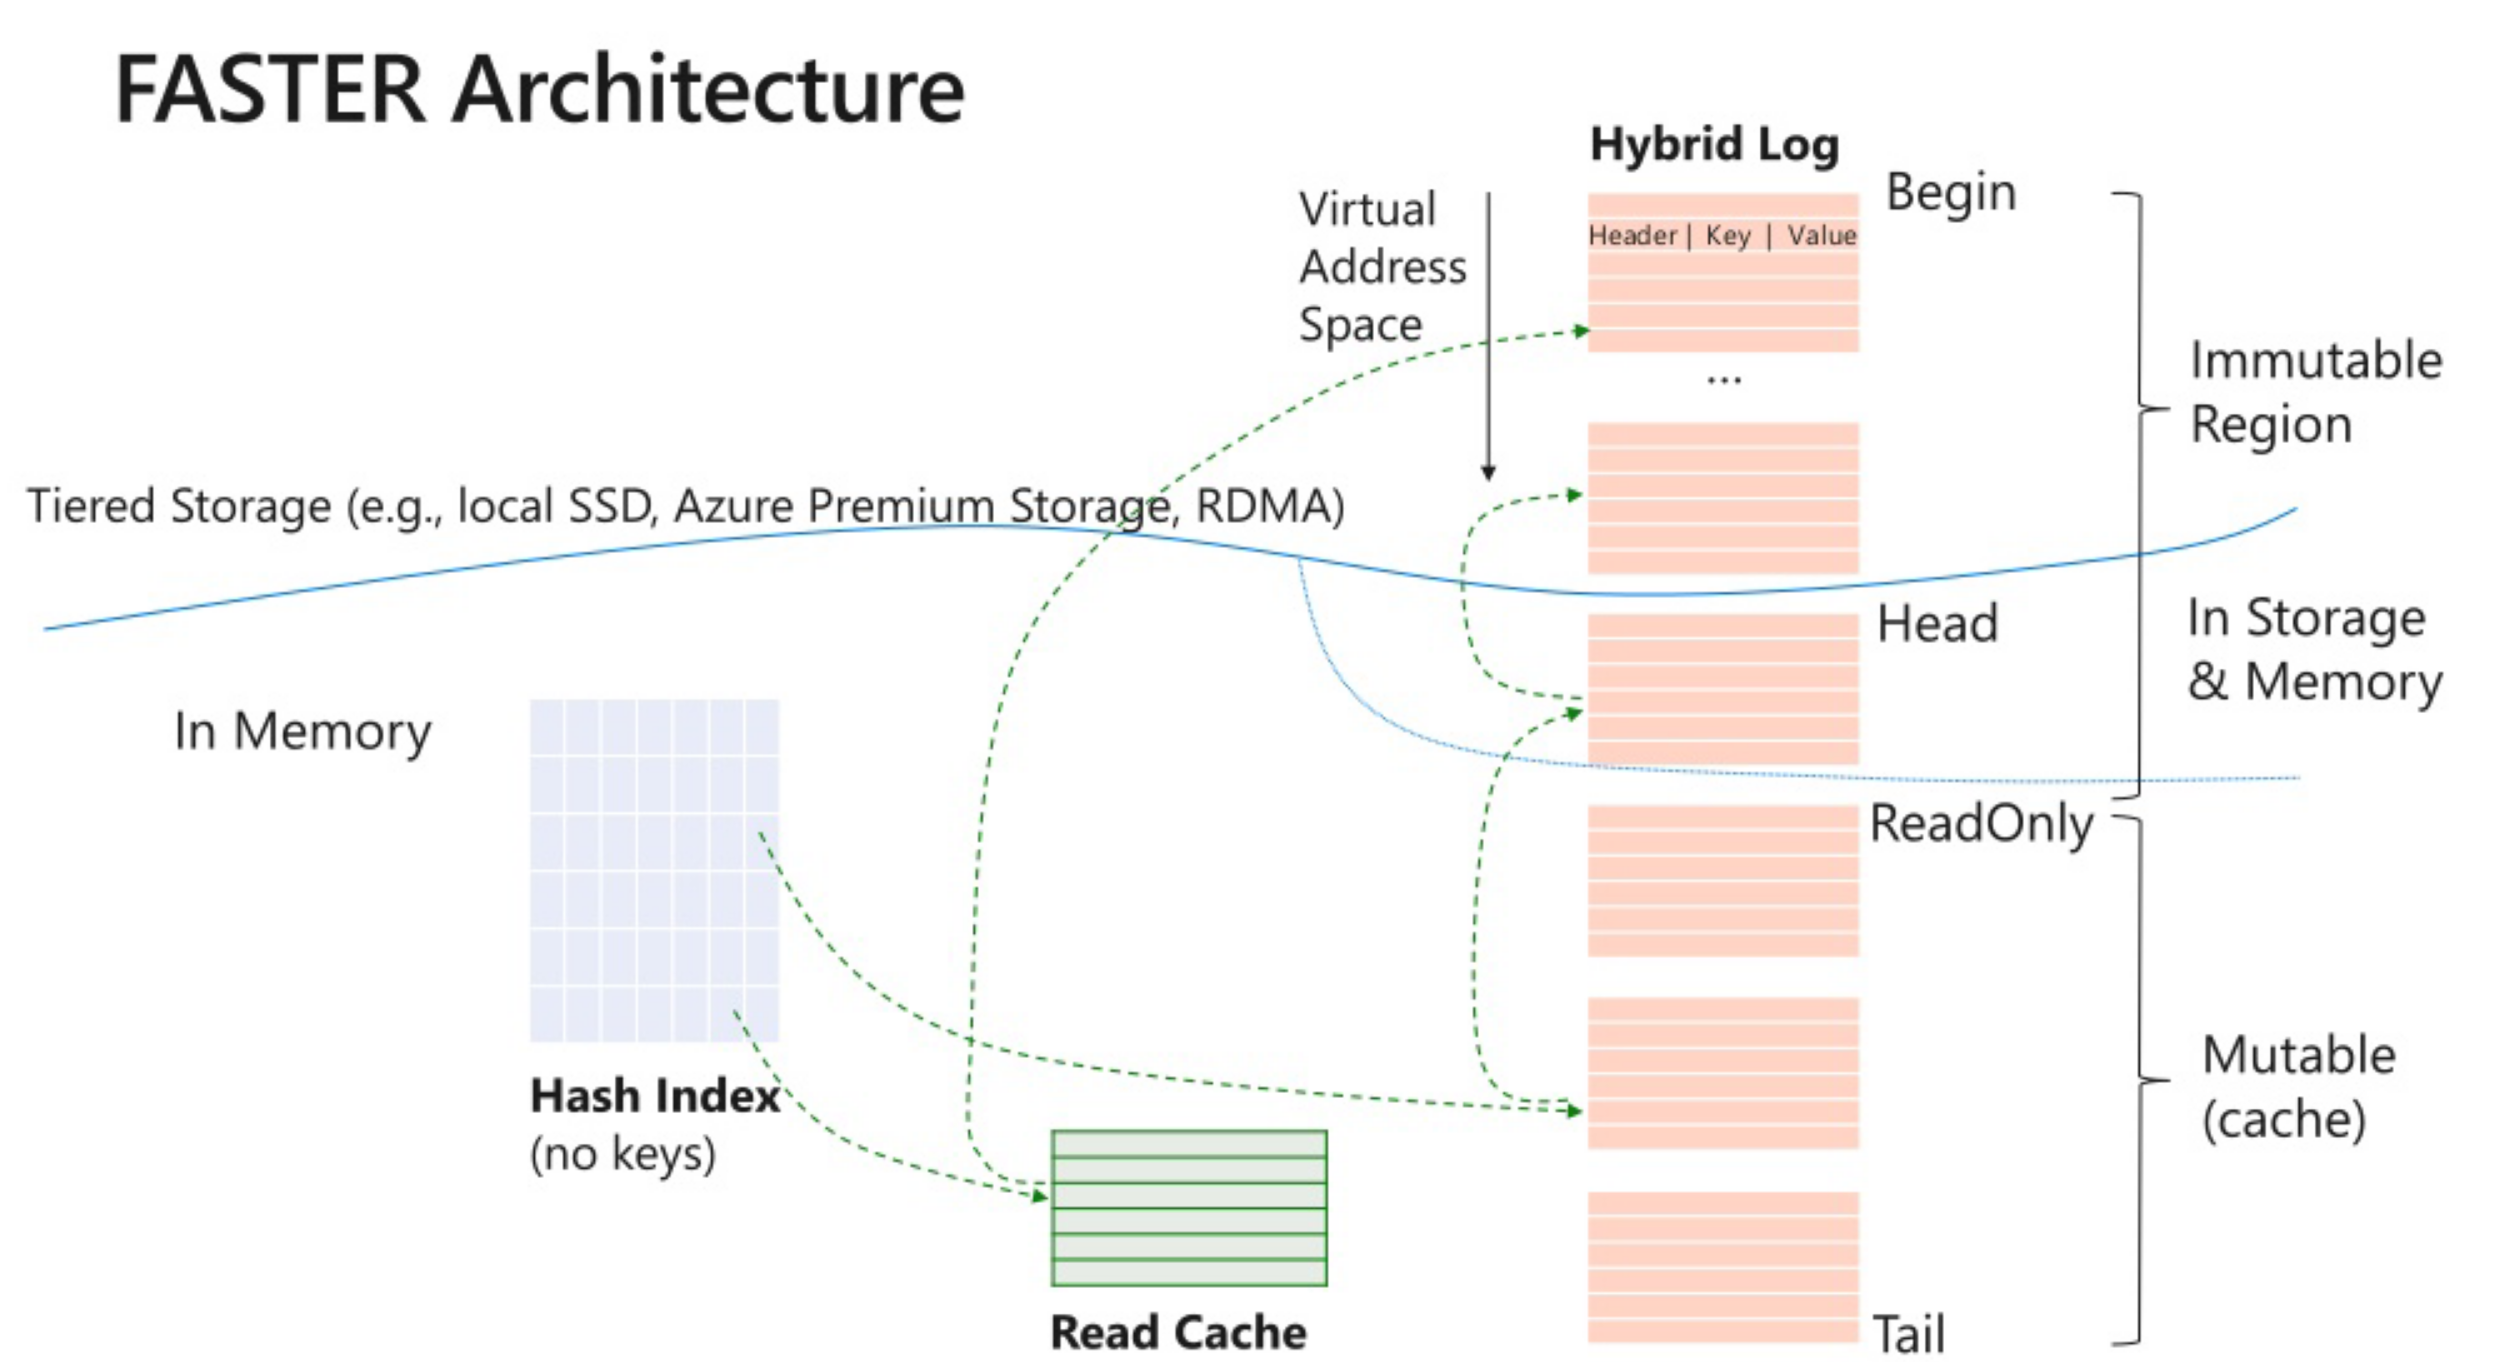 FASTER Architecture
Hybrid Log
Begin
Virtual
Address
Space
Header | Key | Value
...
Immutable
Region
Tiered Storage (e.g., local SSD, Azure Premium Storage, RDMA)
Head
In Storage
& Memory
In Memory
ReadOnly
Hash Index
(no keys)
Mutable
(cache)
Read Cache
Tail